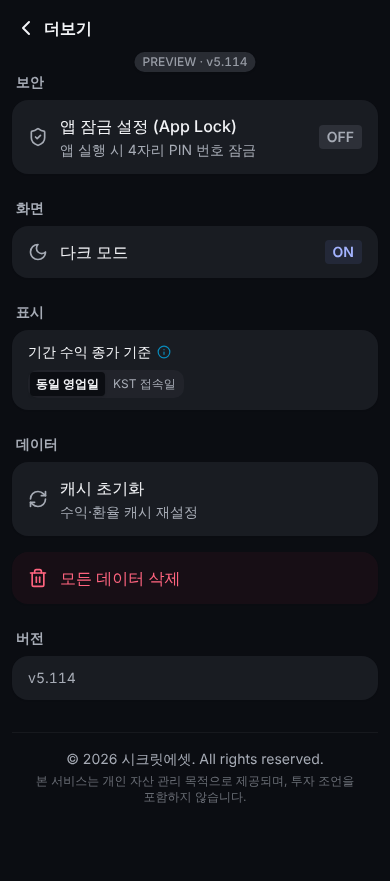 더보기
PREVIEW · v5.114
보안
앱 잠금 설정 (App Lock)
앱 실행 시 4자리 PIN 번호 잠금
OFF
화면
다크 모드
ON
표시
기간 수익 종가 기준
동일 영업일
KST 접속일
데이터
캐시 초기화
수익·환율 캐시 재설정
모든 데이터 삭제
버전
v5.114
© 2026 시크릿에셋. All rights reserved.
본 서비스는 개인 자산 관리 목적으로 제공되며, 투자 조언을
포함하지 않습니다.